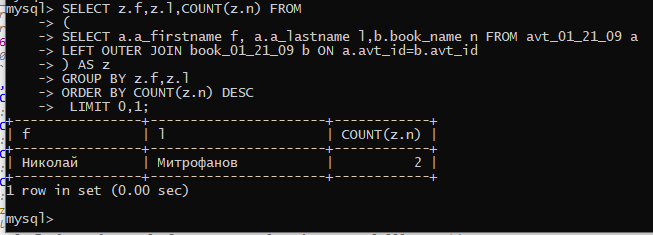 mysql> SELECT z.f,z.l,COUNT(z.n) FROM
    -> (
    -> SELECT a.a_firstname f, a.a_lastname l,b.book_name n FROM avt_01_21_09 a
    -> LEFT OUTER JOIN book_01_21_09 b ON a.avt_id=b.avt_id
    -> ) AS z
    -> GROUP BY z.f,z.l
    -> ORDER BY COUNT(z.n) DESC
    ->  LIMIT 0,1;
+----------------+----------------------+------------+
| f              | l                    | COUNT(z.n) |
+----------------+----------------------+------------+
| Николай        | Митрофанов           |          2 |
+----------------+----------------------+------------+
1 row in set (0.00 sec)
mysql>